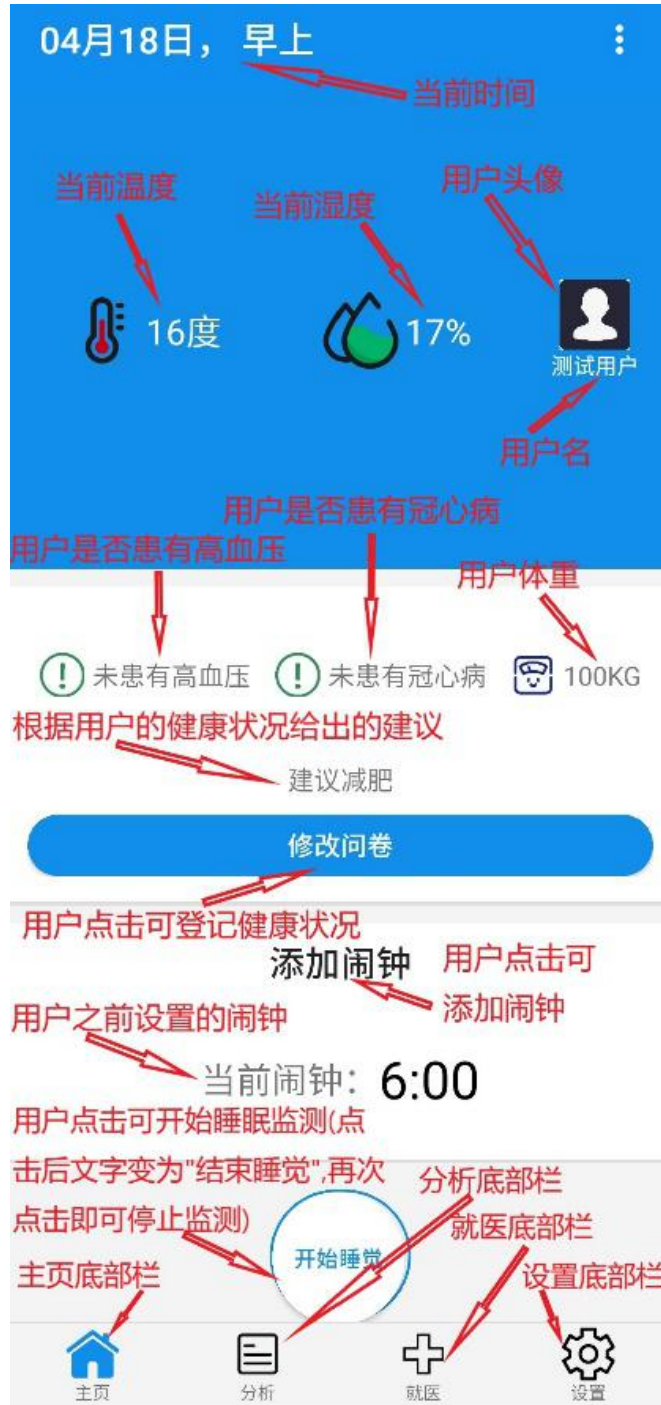 04月18日， 早上
当前时间
当前温度
当前湿度
用户头像
16度
17%
测试用户
用户名
用户是否患有冠心病
用户是否患有高血压
用户体重
未患有高血压
未患有冠心病
100KG
根据用户的健康状况给出的建议
建议减肥
修改问卷
用户点击可登记健康状况
添加闹钟
用户点击可
添加闹钟
用户之前设置的闹钟
当前闹钟：6:00
用户点击可开始睡眠监测(点
击后文字变为"结束睡觉",再次
点击即可停止监测)
分析底部栏
就医底部栏
开始睡觉
主页底部栏
设置底部栏
主页
分析
就医
设置